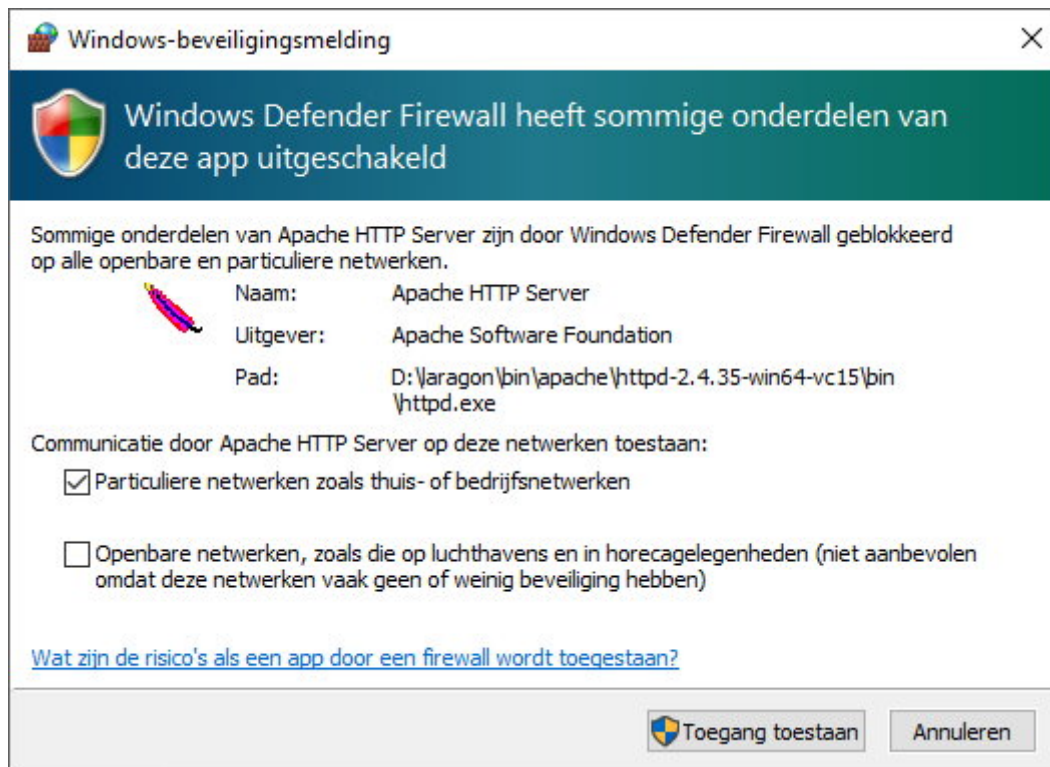 Windows-beveiligingsmelding
Windows Defender Firewall heeft sommige onderdelen van
deze app uitgeschakeld
Sommige onderdelen van Apache HTTP Server zijn door Windows Defender Firewall geblokkeerd
op alle openbare en particuliere netwerken.
Naam: Apache HTTP Server
Uitgever: Apache Software Foundation
Pad: D:\laragon\bin\apache\httpd-2.4.35-win64-vc15\bin
\httpd.exe
Communicatie door Apache HTTP Server op deze netwerken toestaan:
Particuliere netwerken zoals thuis- of bedrijfsnetwerken
Openbare netwerken, zoals die op luchthavens en in horecagelegenheden (niet aanbevolen
omdat deze netwerken vaak geen of weinig beveiliging hebben)
Wat zijn de risico's als een app door een firewall wordt toegestaan?
Toegang toestaan Annuleren